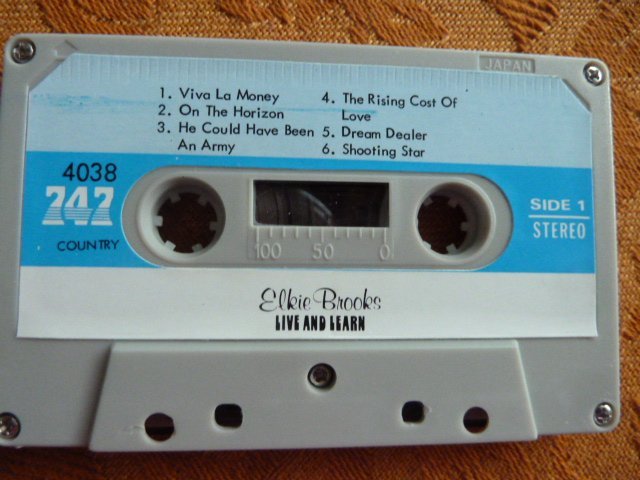 JAPAN
1. Viva La Money
2. On The Horizon
3. He Could Have Been
An Army
4. The Rising Cost Of
Love
5. Dream Dealer
6. Shooting Star
4038
747
COUNTRY
100 50 0
SIDE 1
STEREO
Elkie Brooks
LIVE AND LEARN